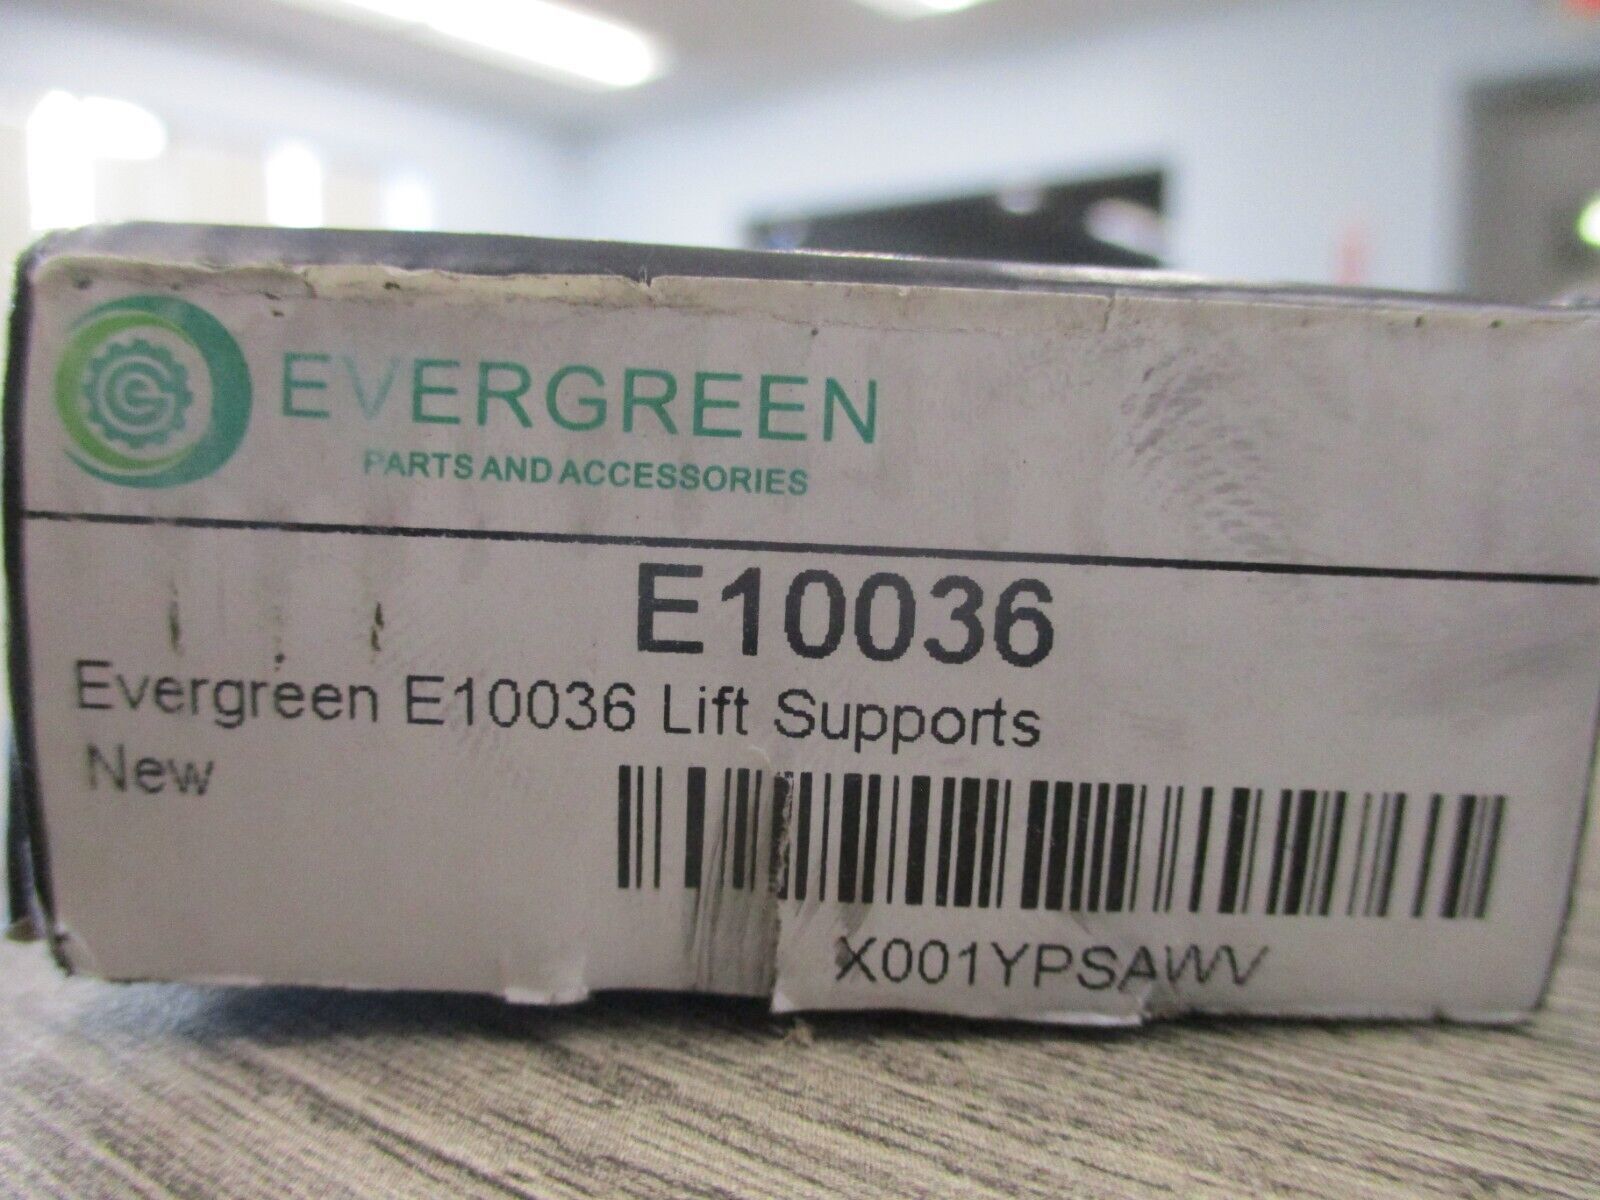 EVERGREEN
PARTS AND ACCESSORIES
E10036
Evergreen E10036 Lift Supports
New
X001YPSAWV